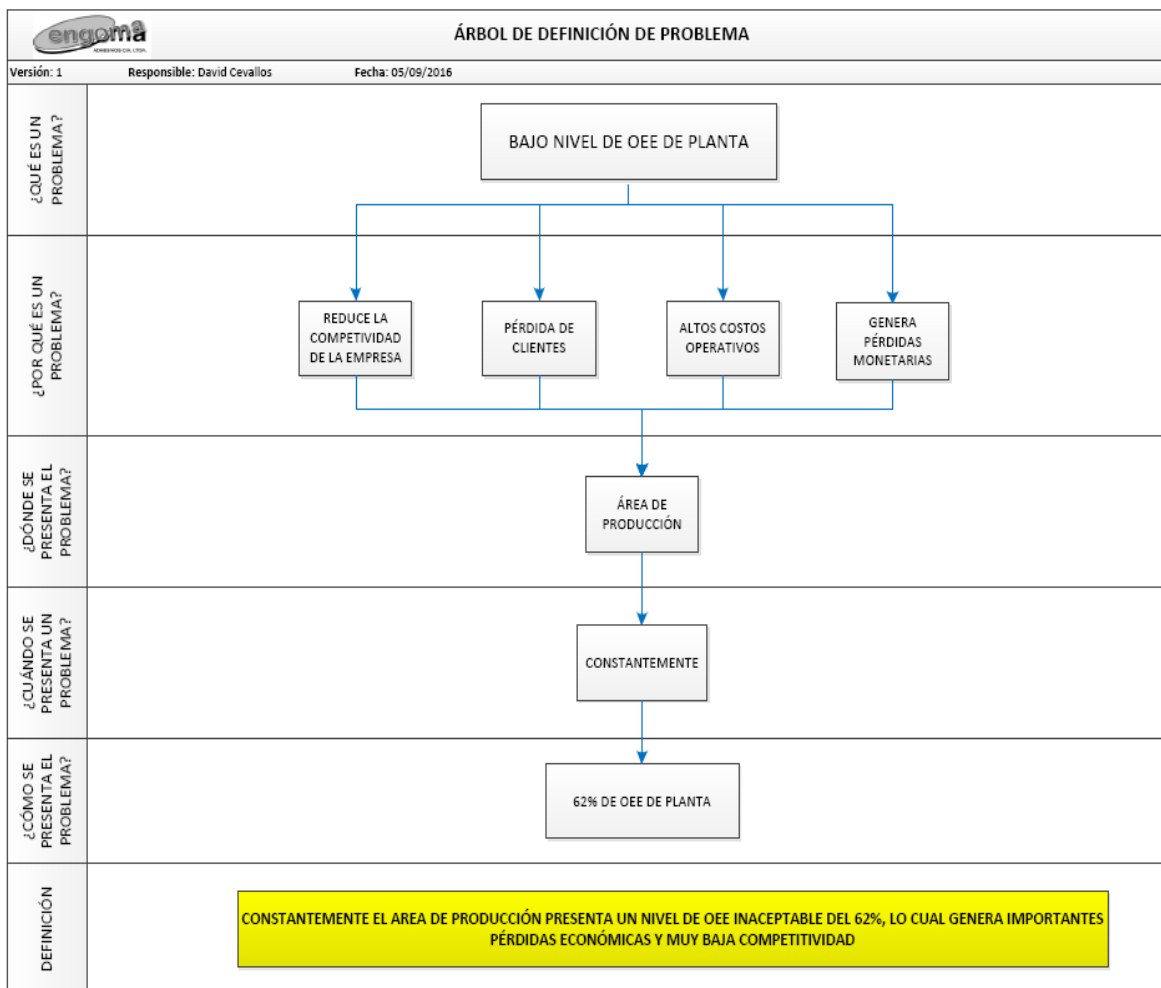 engoma
ADHESIVOS CIA. LTDA.
ÁRBOL DE DEFINICIÓN DE PROBLEMA
Versión: 1 Responsible: David Cevallos Fecha: 05/09/2016
¿QUÉ ES UN
PROBLEMA?
BAJO NIVEL DE OEE DE PLANTA
¿POR QUÉ ES UN
PROBLEMA?
REDUCE LA
COMPETIVIDAD
DE LA EMPRESA
PÉRDIDA DE
CLIENTES
ALTOS COSTOS
OPERATIVOS
GENERA
PÉRDIDAS
MONETARIAS
¿DÓNDE SE
PRESENTA EL
PROBLEMA?
ÁREA DE
PRODUCCIÓN
¿CUÁNDO SE
PRESENTA UN
PROBLEMA?
CONSTANTEMENTE
¿CÓMO SE
PRESENTA EL
PROBLEMA?
62% DE OEE DE PLANTA
DEFINICIÓN
CONSTANTEMENTE EL AREA DE PRODUCCIÓN PRESENTA UN NIVEL DE OEE INACEPTABLE DEL 62%, LO CUAL GENERA IMPORTANTES
PÉRDIDAS ECONÓMICAS Y MUY BAJA COMPETITIVIDAD